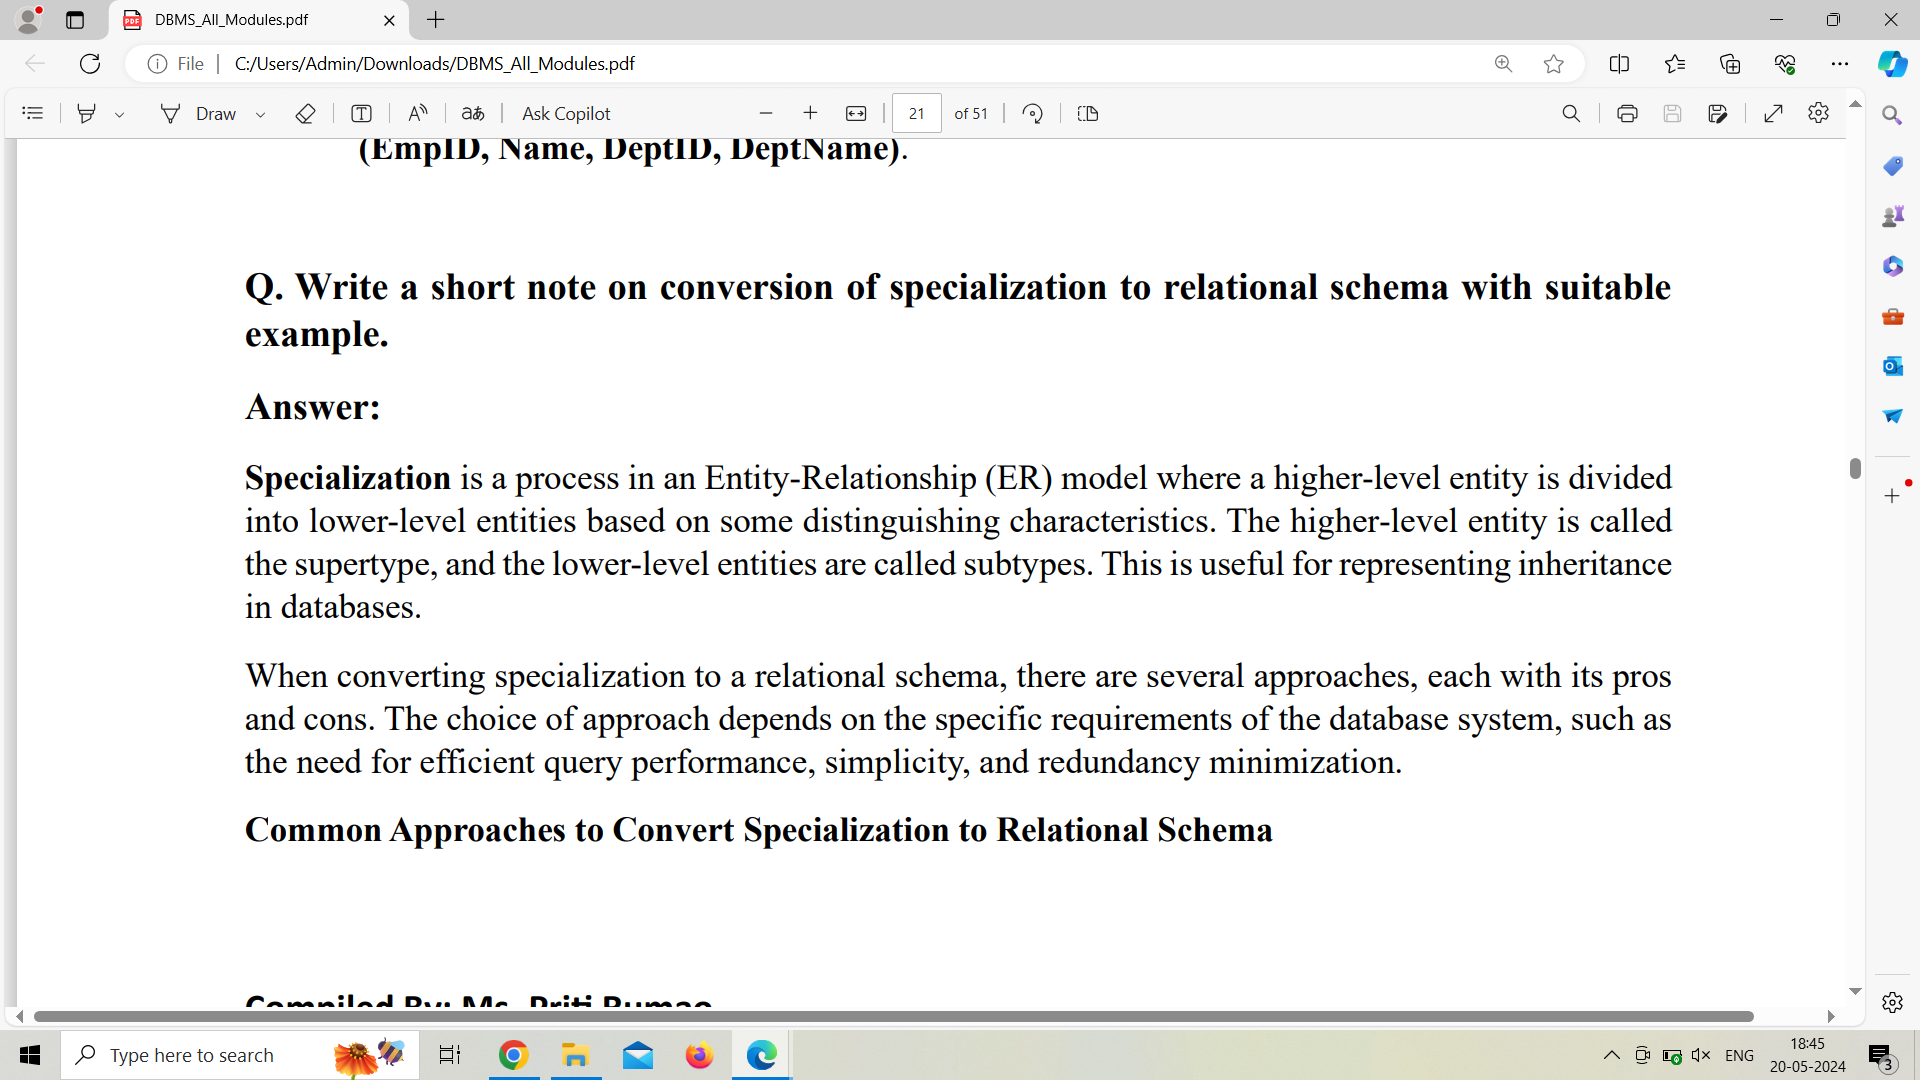 DBMS_All_Modules.pdf
File
C:/Users/Admin/Downloads/DBMS_All_Modules.pdf
Draw
Ask Copilot
21 of 51
(EmpID, Name, DeptID, DeptName).
Q. Write a short note on conversion of specialization to relational schema with suitable
example.
Answer:
Specialization is a process in an Entity-Relationship (ER) model where a higher-level entity is divided
into lower-level entities based on some distinguishing characteristics. The higher-level entity is called
the supertype, and the lower-level entities are called subtypes. This is useful for representing inheritance
in databases.
When converting specialization to a relational schema, there are several approaches, each with its pros
and cons. The choice of approach depends on the specific requirements of the database system, such as
the need for efficient query performance, simplicity, and redundancy minimization.
Common Approaches to Convert Specialization to Relational Schema
Compiled By: Ms. Priti Rumao
Type here to search
ENG
18:45
20-05-2024
3